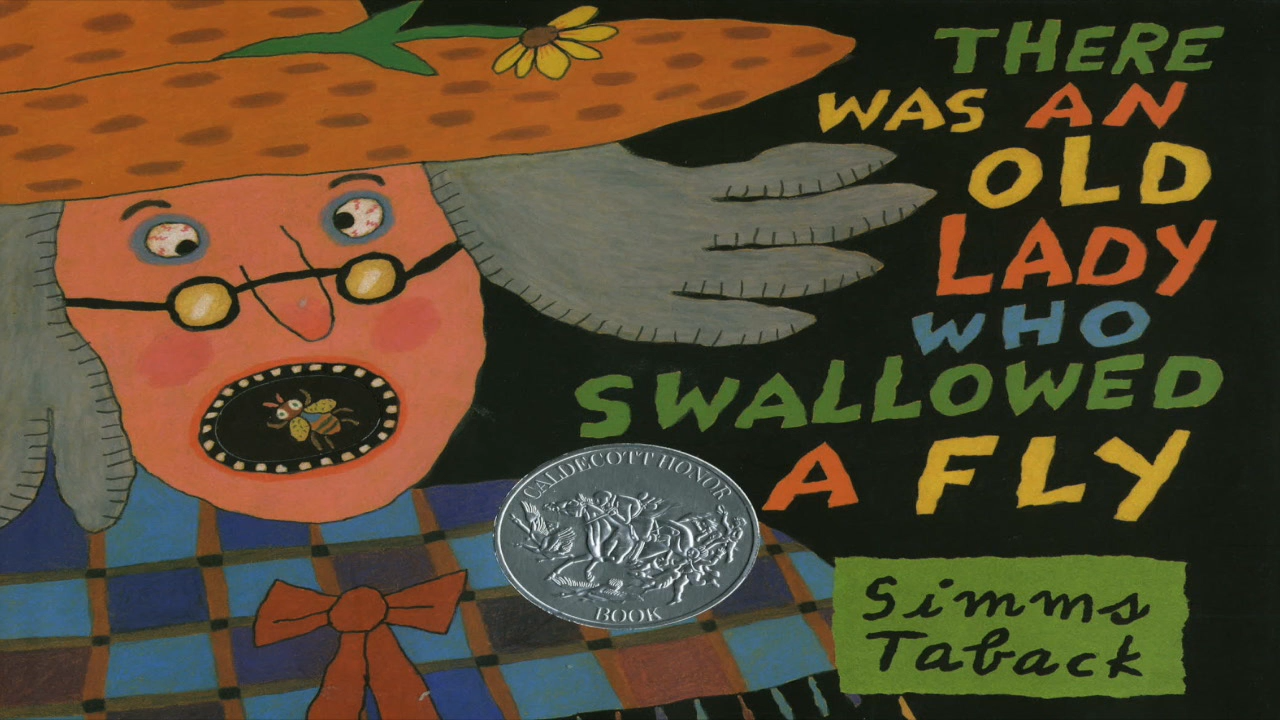 THERE
WAS AN
OLD
LADY
WHO
SWALLOWED
A FLY
CALDECOTT HONOR
BOOK
Simms
Taback